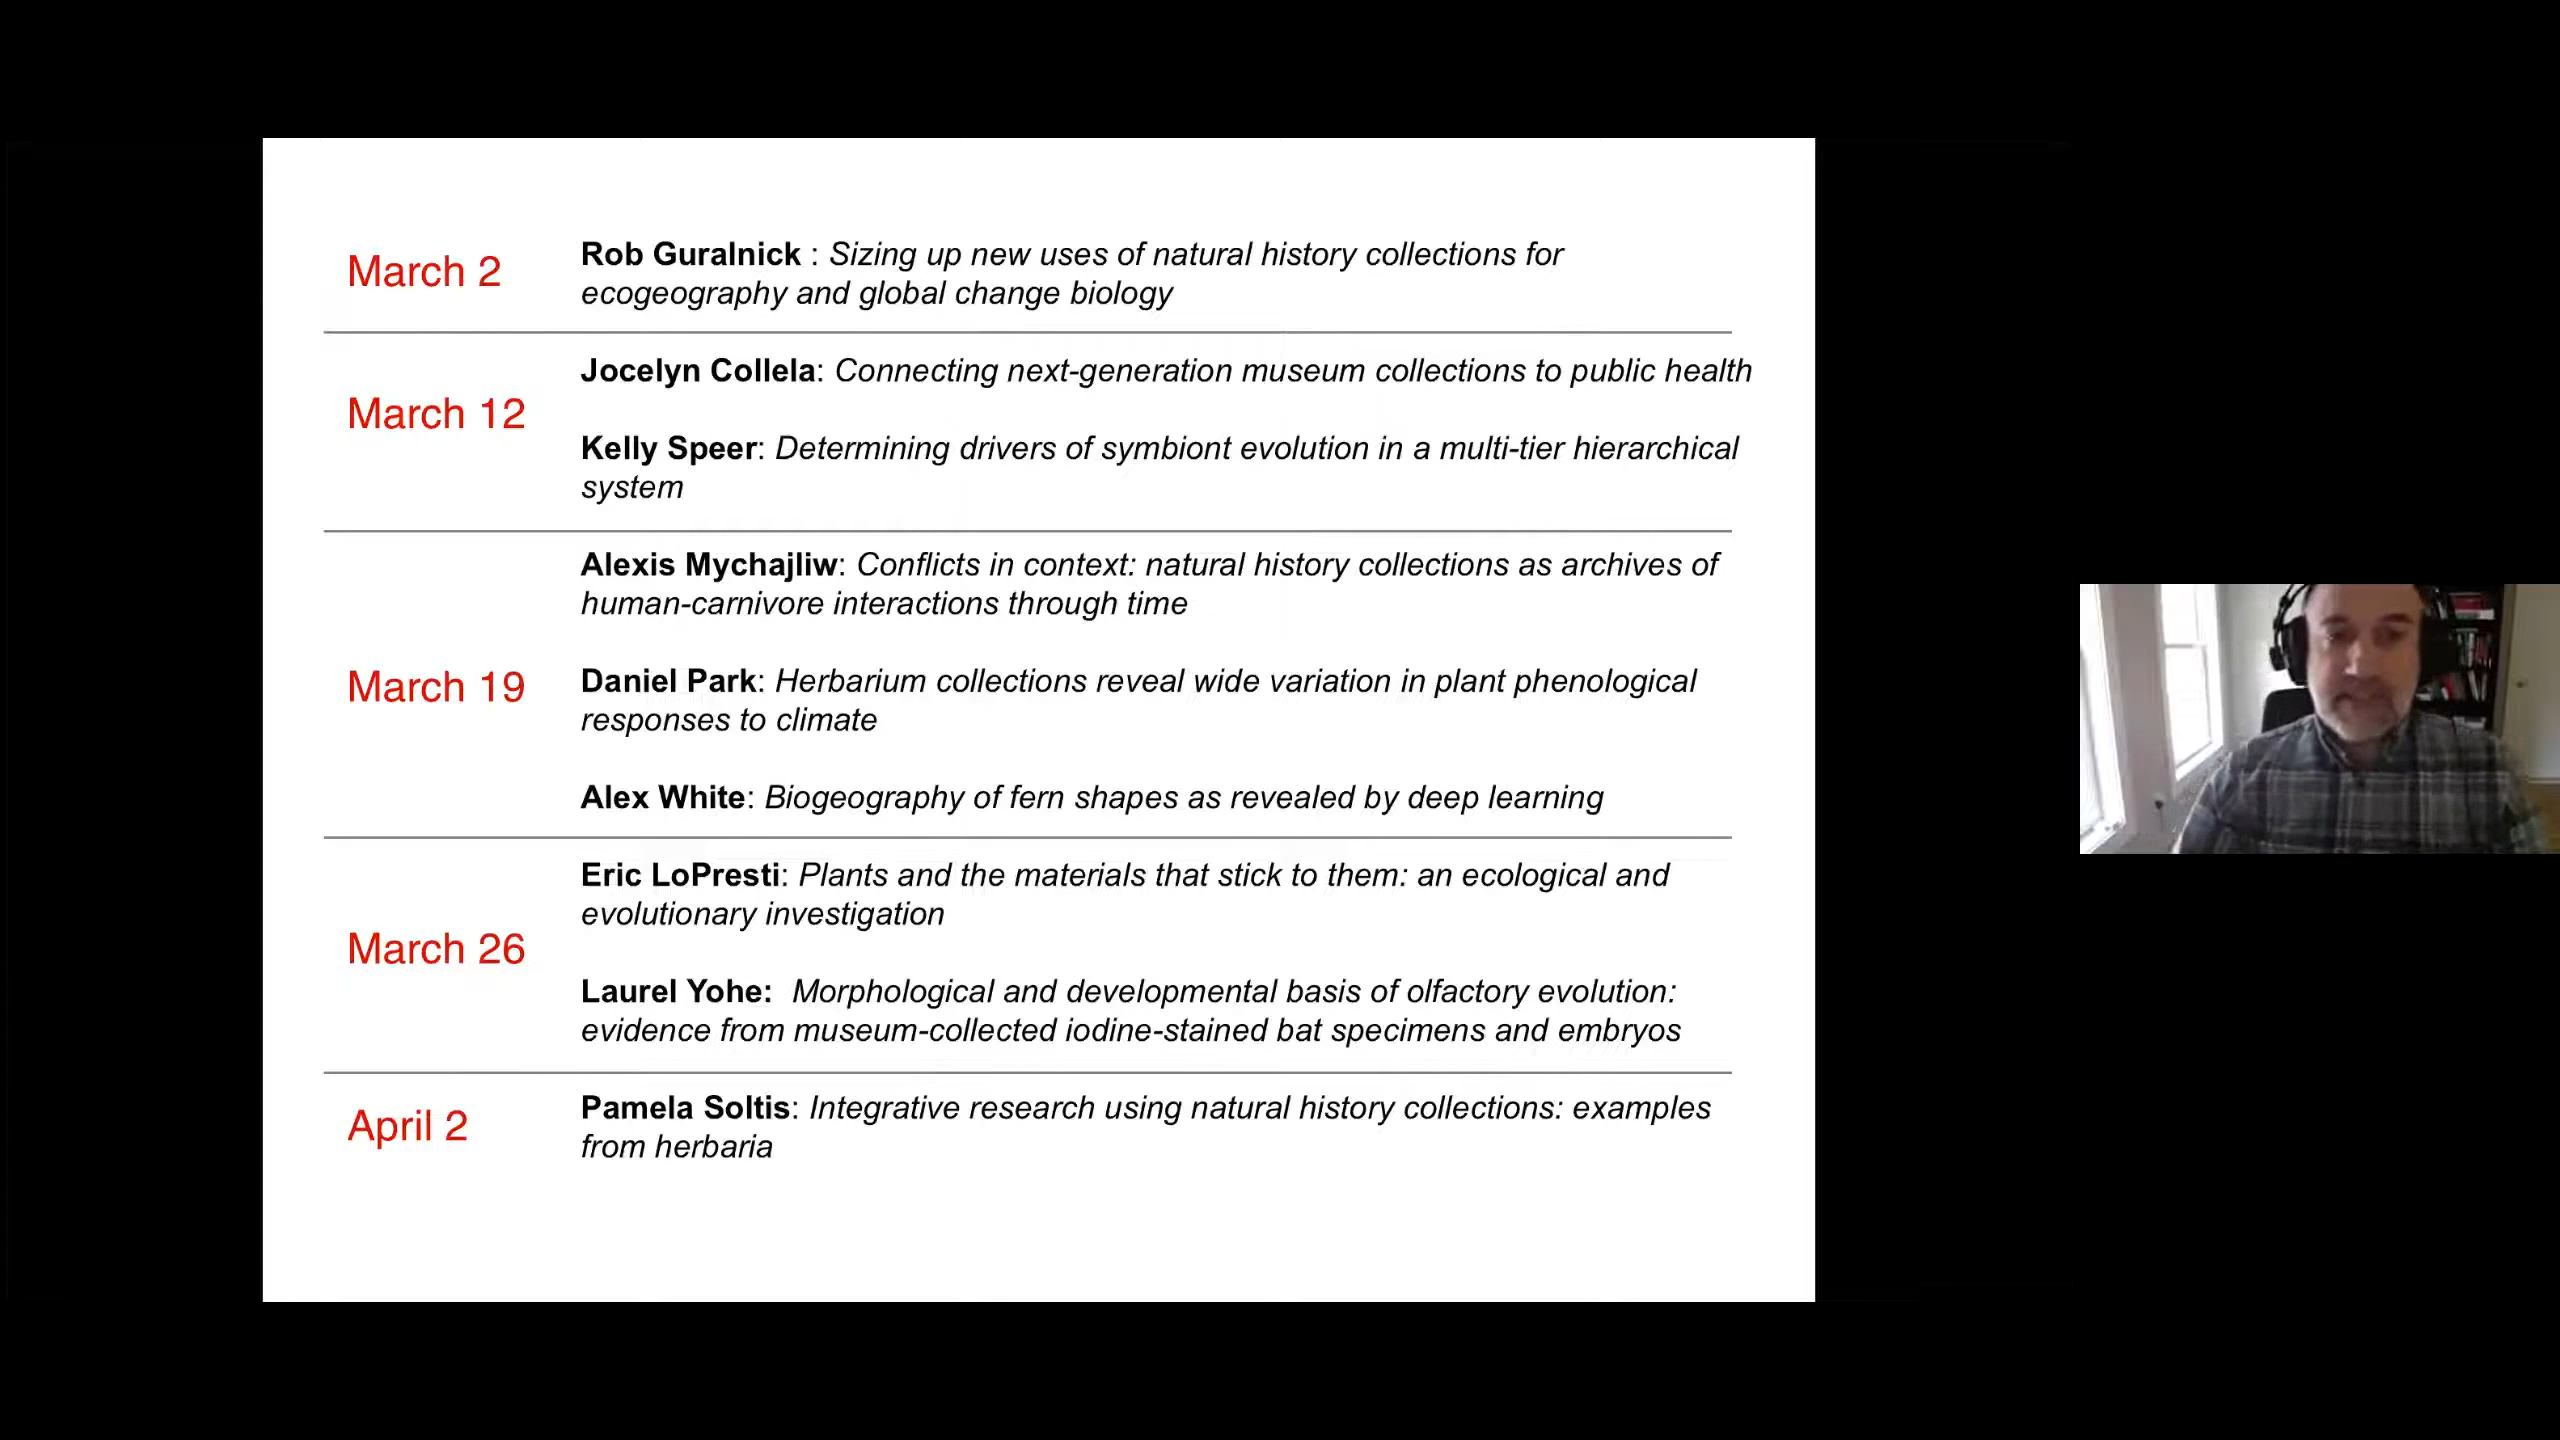 March 2
Rob Guralnick : Sizing up new uses of natural history collections for
ecogeography and global change biology
March 12
Jocelyn Collela: Connecting next-generation museum collections to public health
Kelly Speer: Determining drivers of symbiont evolution in a multi-tier hierarchical
system
March 19
Alexis Mychajliw: Conflicts in context: natural history collections as archives of
human-carnivore interactions through time
Daniel Park: Herbarium collections reveal wide variation in plant phenological
responses to climate
Alex White: Biogeography of fern shapes as revealed by deep learning
March 26
Eric LoPresti: Plants and the materials that stick to them: an ecological and
evolutionary investigation
Laurel Yohe: Morphological and developmental basis of olfactory evolution:
evidence from museum-collected iodine-stained bat specimens and embryos
April 2
Pamela Soltis: Integrative research using natural history collections: examples
from herbaria